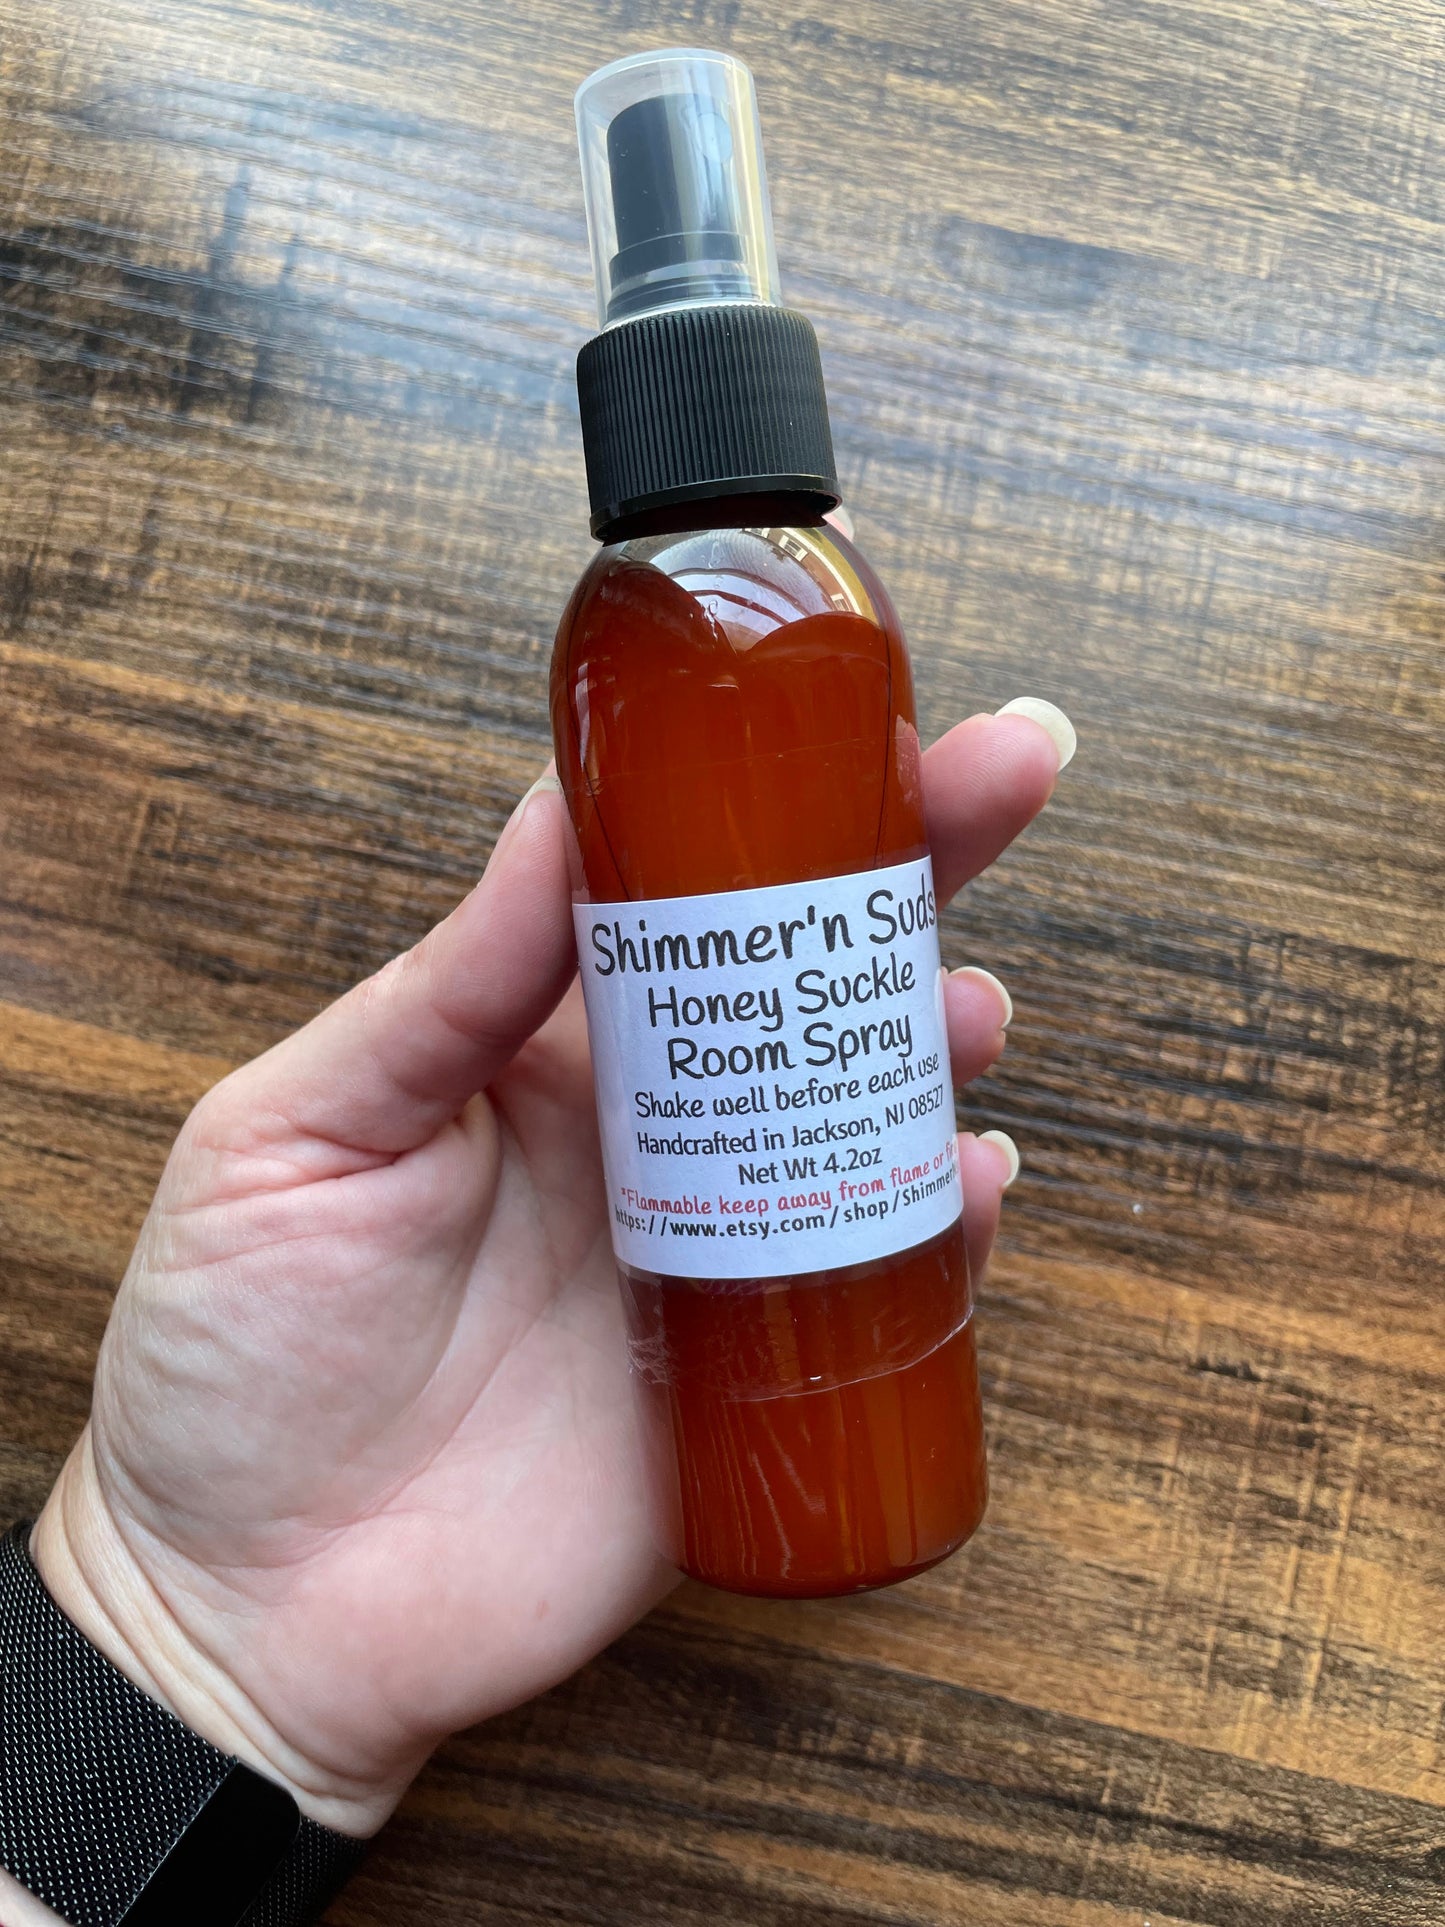 Shimmer'n Suds
Honey Suckle
Room Spray
Shake well before each use
Handcrafted in Jackson, NJ 08527
Net Wt 4.2oz
*Flammable keep away from flame or
https://www.etsy.com/shop/